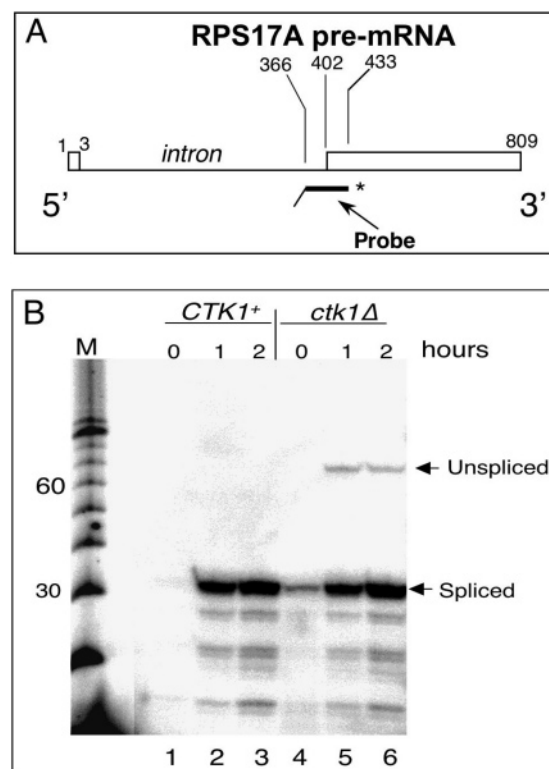 A
RPS17A pre-mRNA
366 402 433
1 3 intron 809
5' * 3'
Probe
B
CTK1+ ctk1Δ
M 0 1 2 0 1 2 hours
Unspliced
60
30 Spliced
1 2 3 4 5 6